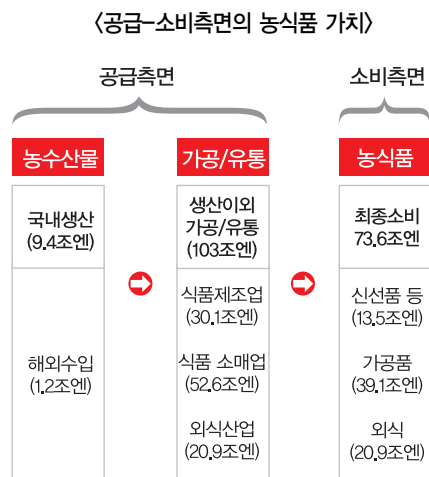 〈공급-소비측면의 농식품 가치〉
공급측면
소비측면
농수산물
국내생산
(9.4조엔)
해외수입
(1.2조엔)
가공/유통
생산이외
가공/유통
(103조엔)
식품제조업
(30.1조엔)
식품 소매업
(52.6조엔)
외식산업
(20.9조엔)
농식품
최종소비
73.6조엔
신선품 등
(13.5조엔)
가공품
(39.1조엔)
외식
(20.9조엔)